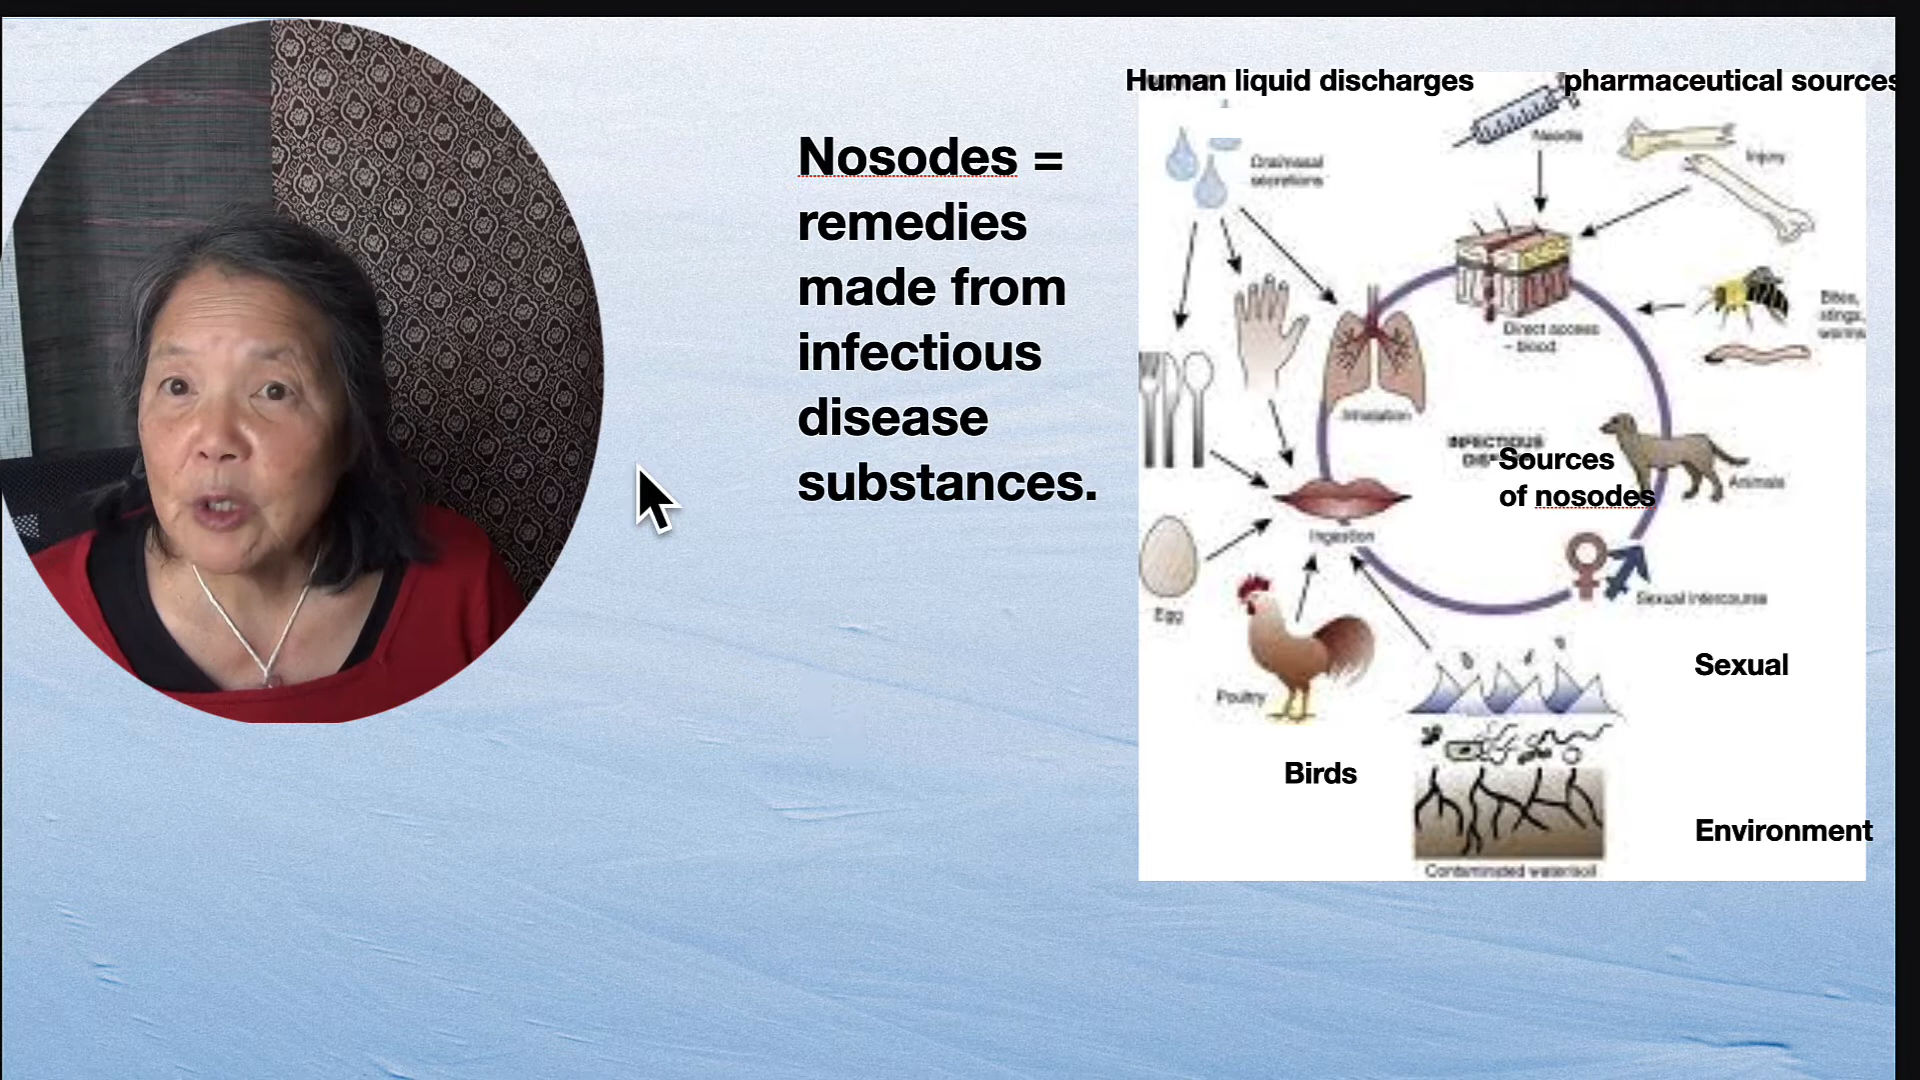 Human liquid discharges
pharmaceutical sources
Nosodes =
remedies
made from
infectious
disease
substances.
Needle
Oral/nasal
secretions
Injury
Bites,
stings,
worms
Direct access
– blood
Inhalation
INFECTIOUS
Sources
of nosodes
Animals
Ingestion
Sexual intercourse
Egg
Poultry
Sexual
Birds
Environment
Contaminated water/soil